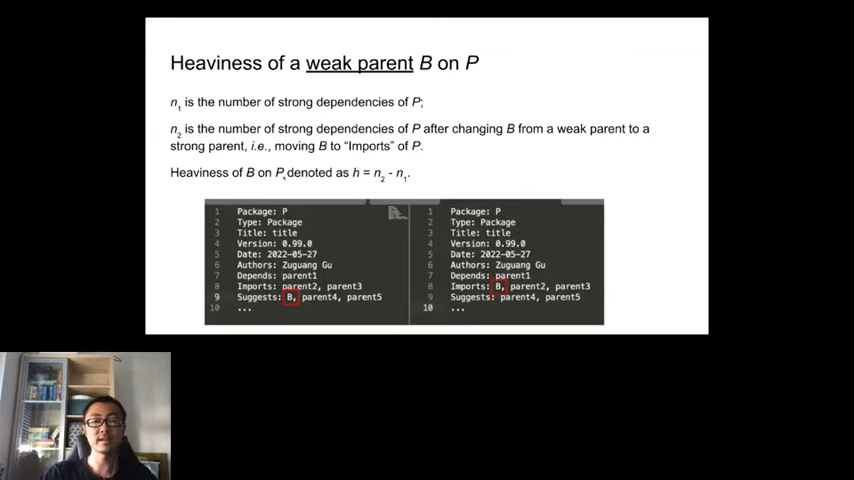 Heaviness of a weak parent B on P
n1 is the number of strong dependencies of P;
n2 is the number of strong dependencies of P after changing B from a weak parent to a
strong parent, i.e., moving B to “Imports” of P.
Heaviness of B on P, denoted as h = n2 - n1.
1 Package: P
2 Type: Package
3 Title: title
4 Version: 0.99.0
5 Date: 2022-05-27
6 Authors: Zuguang Gu
7 Depends: parent1
8 Imports: parent2, parent3
9 Suggests: B, parent4, parent5
10 ...
1 Package: P
2 Type: Package
3 Title: title
4 Version: 0.99.0
5 Date: 2022-05-27
6 Authors: Zuguang Gu
7 Depends: parent1
8 Imports: B, parent2, parent3
9 Suggests: parent4, parent5
10 ...